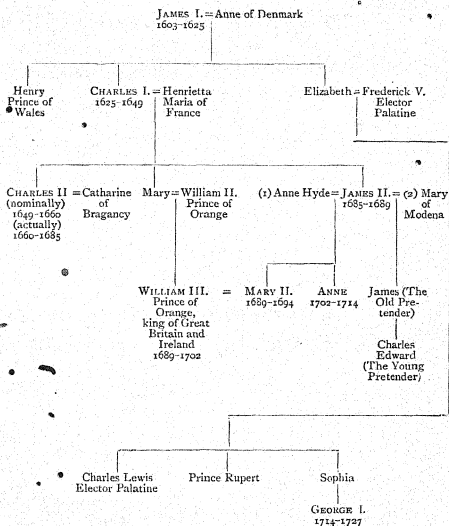 JAMES I. = Anne of Denmark
1603-1625
Henry
Prince of
Wales
CHARLES I. = Henrietta
1625-1649 Maria of
France
Elizabeth = Frederick V.
Elector
Palatine
CHARLES II = Catharine
(nominally) of
1649-1660 Bragancy
(actually)
1660-1685
Mary = William II.
Prince of
Orange
(1) Anne Hyde = JAMES II. = (2) Mary
1685-1689 of
Modena
WILLIAM III. = MARY II.
Prince of 1689-1694
Orange,
king of Great
Britain and
Ireland
1689-1702
ANNE
1702-1714
James (The
Old Pre-
tender)
Charles
Edward
(The Young
Pretender)
Charles Lewis
Elector Palatine
Prince Rupert
Sophia
GEORGE I.
1714-1727